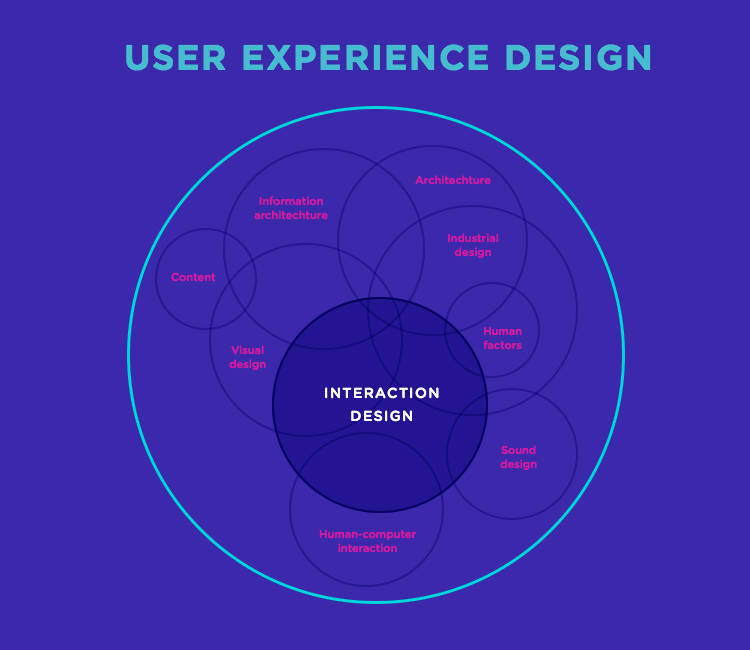 USER EXPERIENCE DESIGN
Architechture
Information
architechture
Industrial
design
Content
Human
factors
Visual
design
INTERACTION
DESIGN
Sound
design
Human-computer
interaction